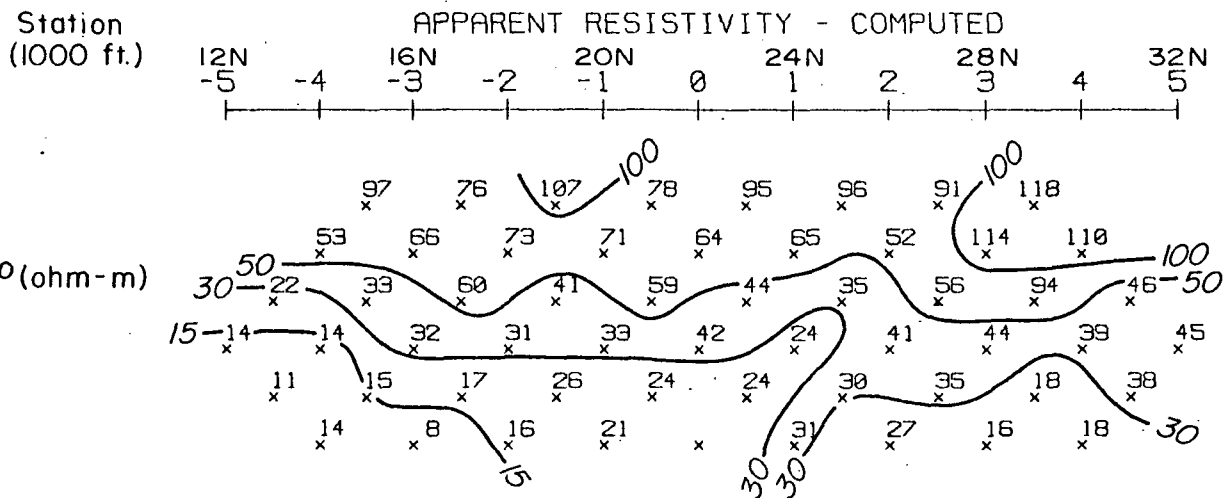 Station APPARENT RESISTIVITY - COMPUTED
(1000 ft.) 12N 16N 20N 24N 28N 32N
-5 -4 -3 -2 -1 0 1 2 3 4 5
100 100
97 76 107 78 95 96 91 118
53 66 73 71 64 65 52 114 110 100
ρ (ohm-m) 50
30 22 33 60 41 59 44 35 56 94 46 50
15 14 14 32 31 33 42 24 41 44 39 45
11 15 17 26 24 24 30 35 18 38
14 8 16 21 31 27 16 18 30
15 30 30